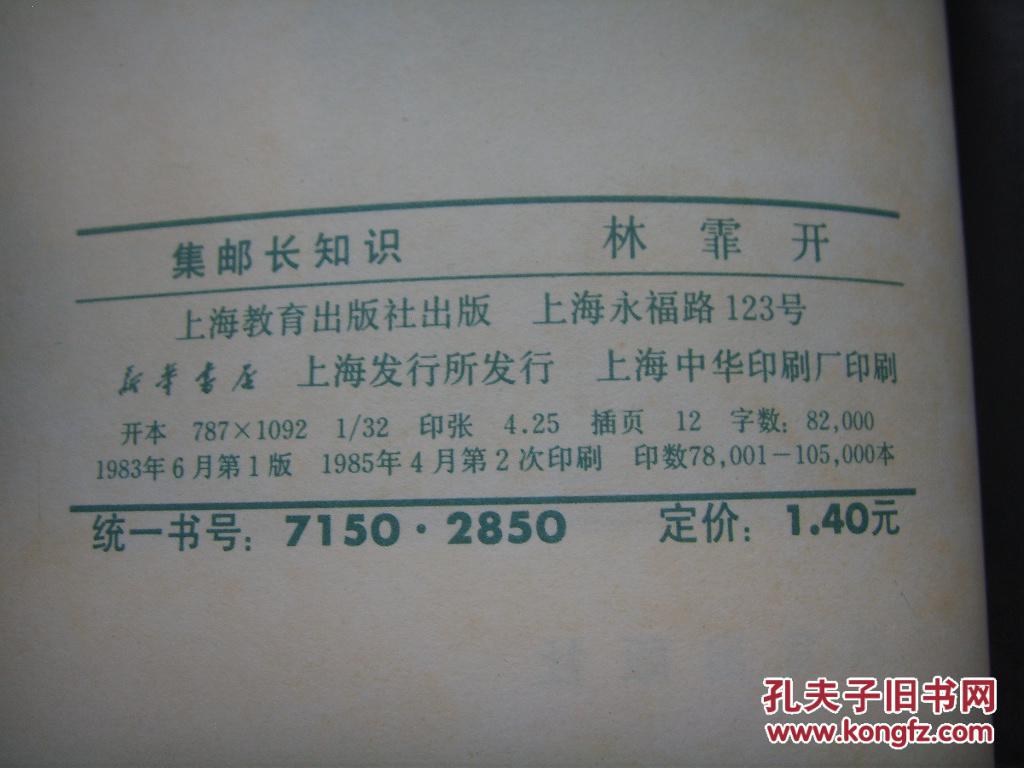 集邮长知识 林霏开
上海教育出版社出版 上海永福路123号
新华书店 上海发行所发行 上海中华印刷厂印刷
开本 787×1092 1/32 印张 4.25 插页 12 字数: 82,000
1983年6月第1版 1985年4月第2次印刷 印数78,001－105,000本
统一书号: 7150·2850 定价: 1.40元
孔夫子旧书网
www.kongfz.com